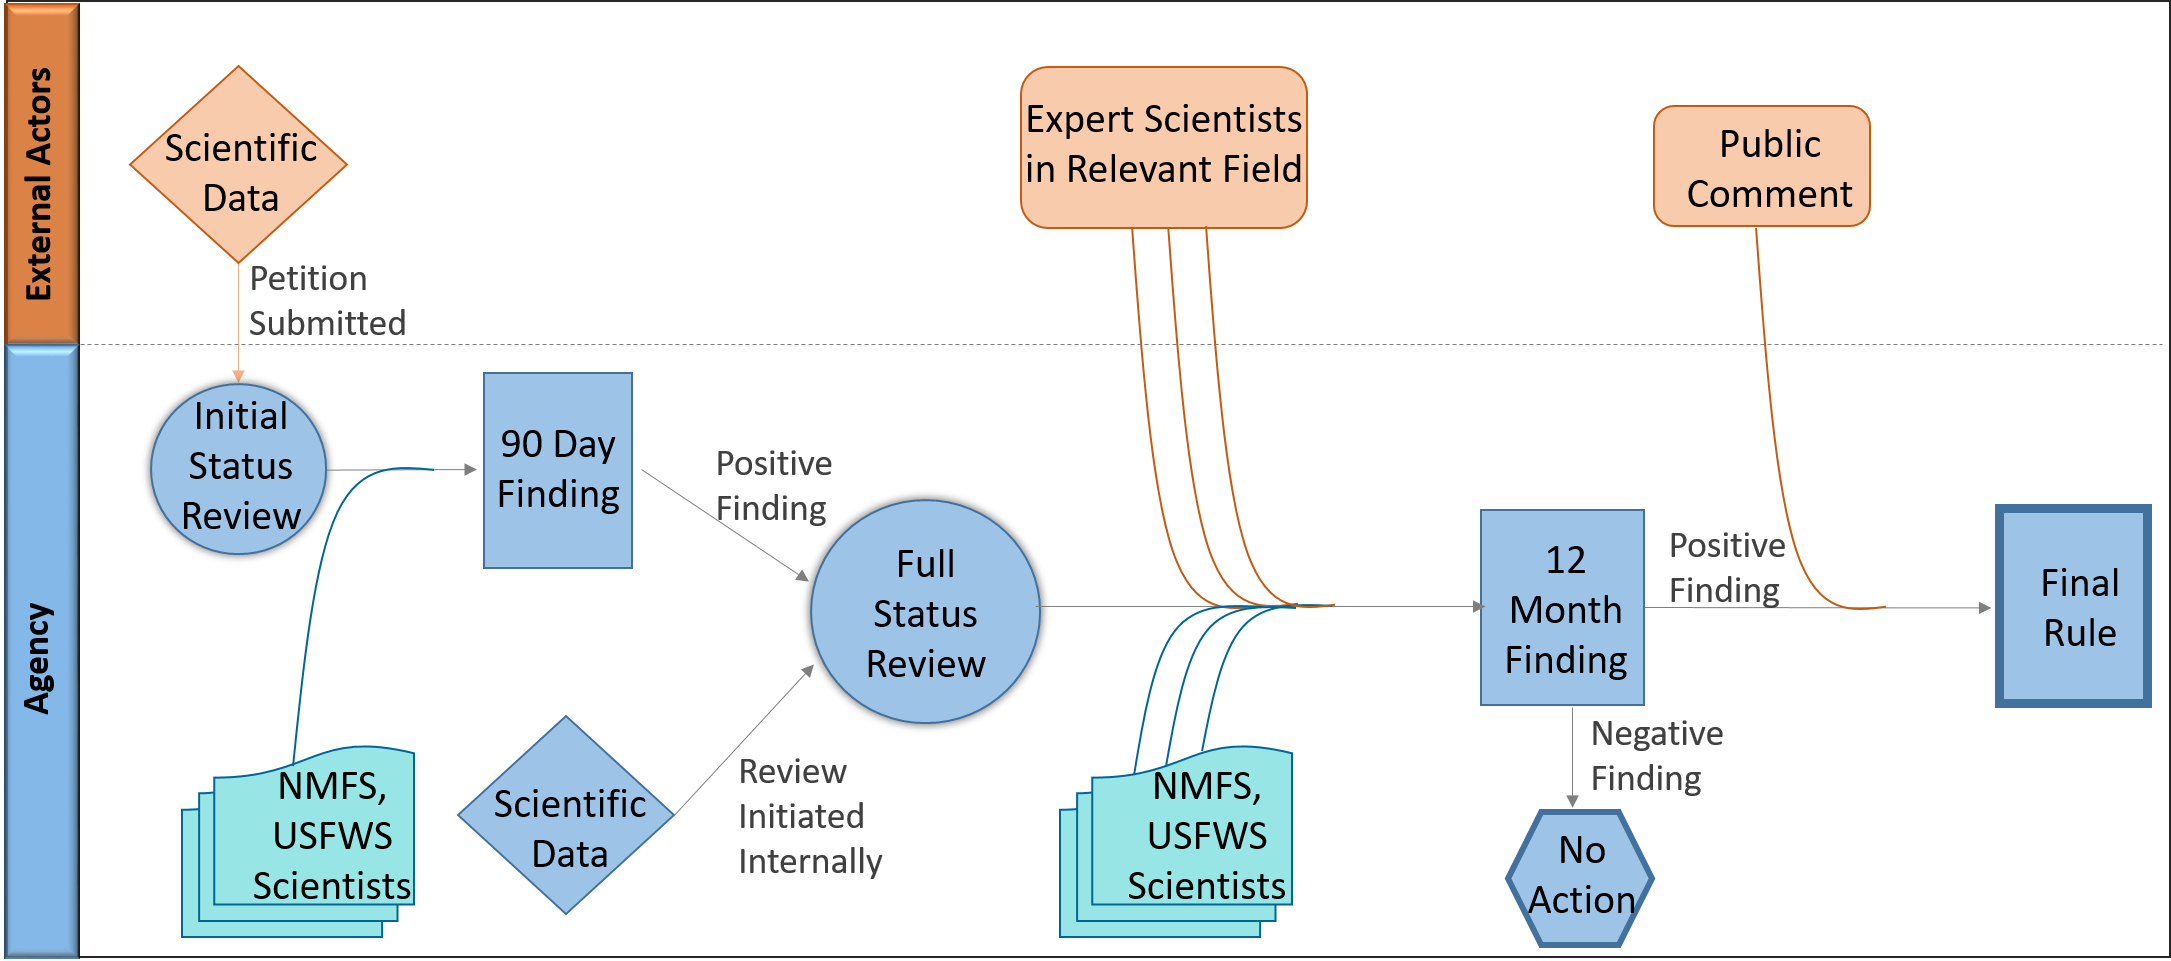 External Actors
Scientific
Data
Petition
Submitted
Expert Scientists
in Relevant Field
Public
Comment
Agency
Initial
Status
Review
90 Day
Finding
Positive
Finding
Full
Status
Review
NMFS,
USFWS
Scientists
Scientific
Data
Review
Initiated
Internally
NMFS,
USFWS
Scientists
12
Month
Finding
Positive
Finding
Final
Rule
Negative
Finding
No
Action